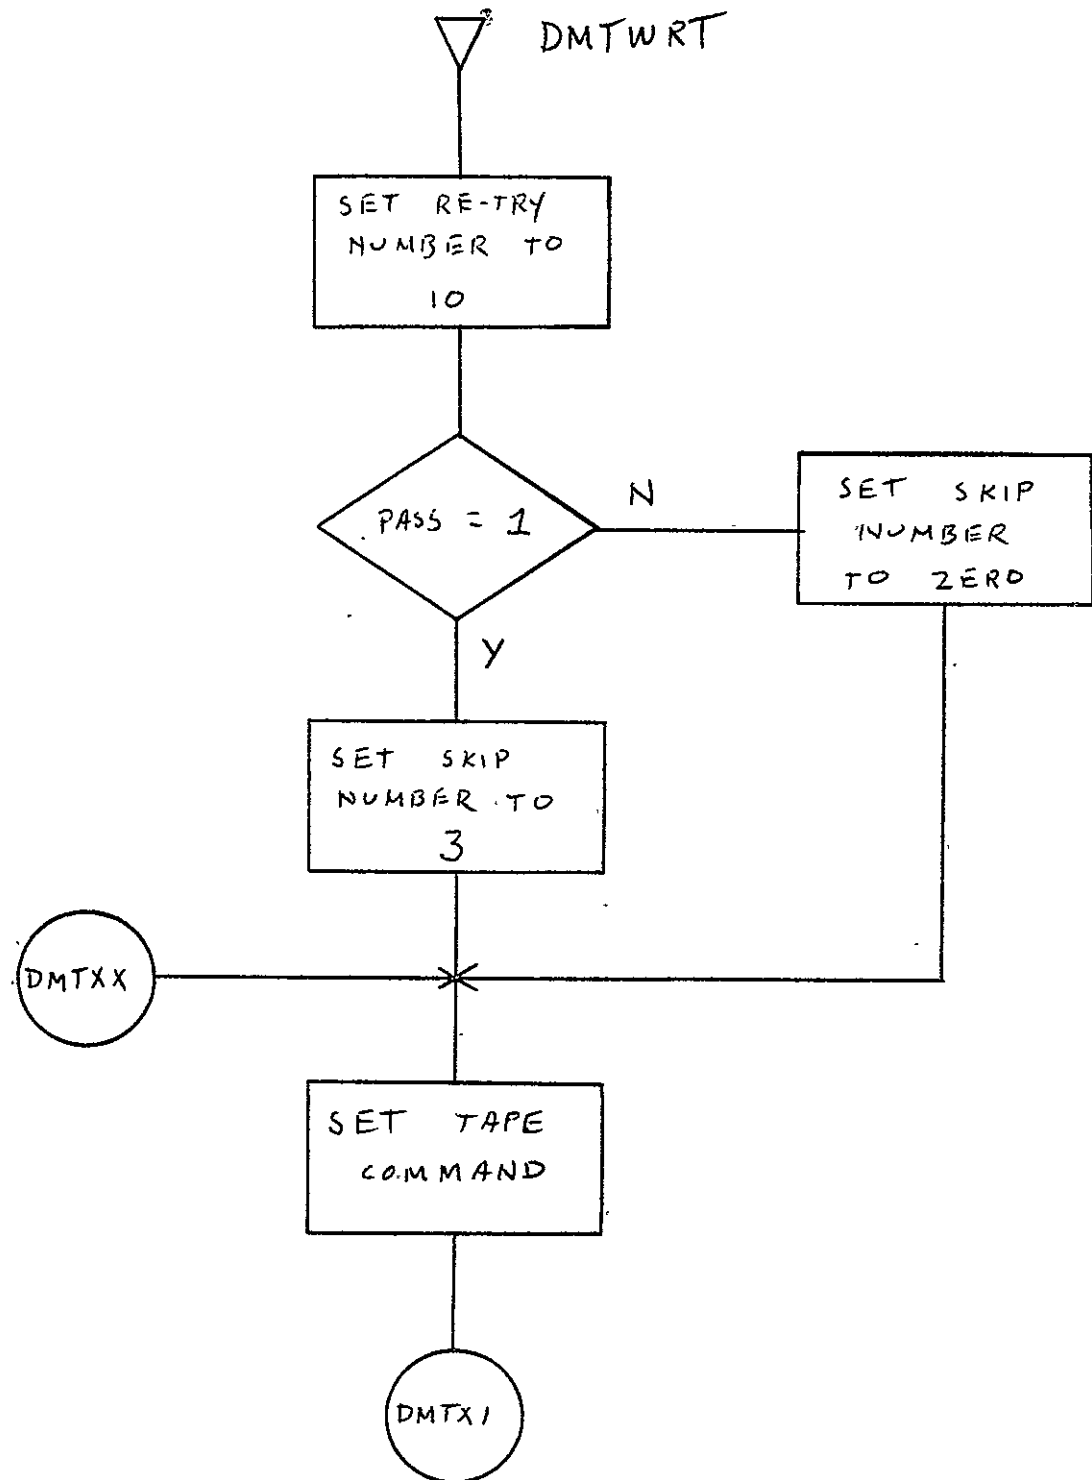 DMTWRT
SET RE-TRY
NUMBER TO
10
PASS = 1
N
SET SKIP
NUMBER
TO ZERO
Y
SET SKIP
NUMBER TO
3
DMTXX
SET TAPE
COMMAND
DMTX1